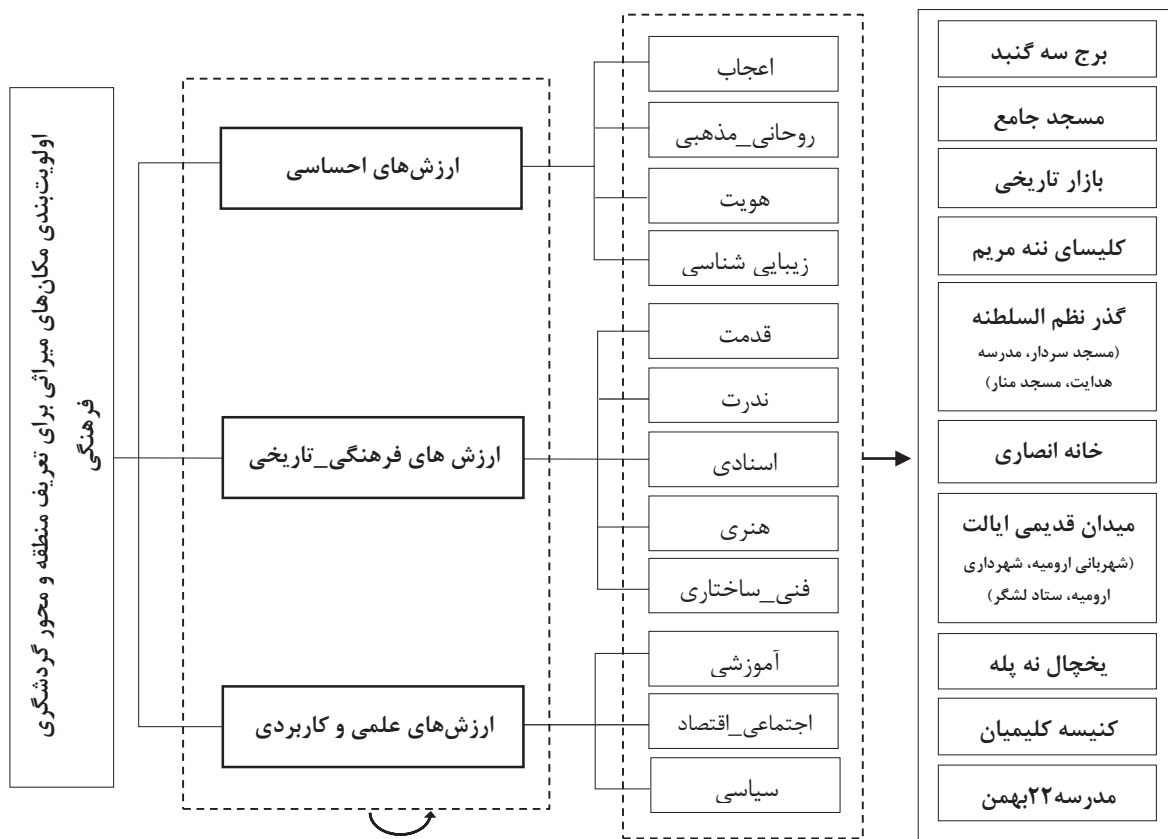 اولویت‌بندی مکان‌های میراثی برای تعریف منطقه و محور گردشگری
فرهنگی
ارزش‌های احساسی
ارزش های فرهنگی_تاریخی
ارزش‌های علمی و کاربردی
اعجاب
روحانی_مذهبی
هویت
زیبایی شناسی
قدمت
ندرت
اسنادی
هنری
فنی_ساختاری
آموزشی
اجتماعی_اقتصاد
سیاسی
برج سه گنبد
مسجد جامع
بازار تاریخی
کلیسای ننه مریم
گذر نظم السلطنه
(مسجد سردار، مدرسه
هدایت، مسجد منار)
خانه انصاری
میدان قدیمی ایالت
(شهربانی ارومیه، شهرداری
ارومیه، ستاد لشگر)
یخچال نه پله
کنیسه کلیمیان
مدرسه۲۲بهمن